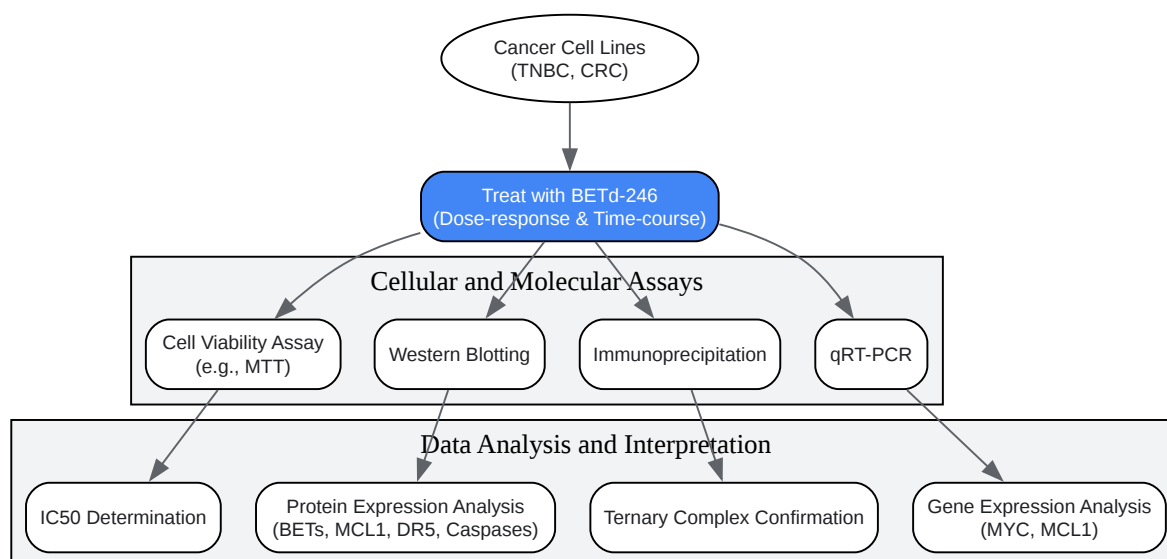 Cancer Cell Lines
(TNBC, CRC)
Treat with BETd-246
(Dose-response & Time-course)
Cellular and Molecular Assays
Cell Viability Assay
(e.g., MTT)
Western Blotting
Immunoprecipitation
qRT-PCR
Data Analysis and Interpretation
IC50 Determination
Protein Expression Analysis
(BETs, MCL1, DR5, Caspases)
Ternary Complex Confirmation
Gene Expression Analysis
(MYC, MCL1)